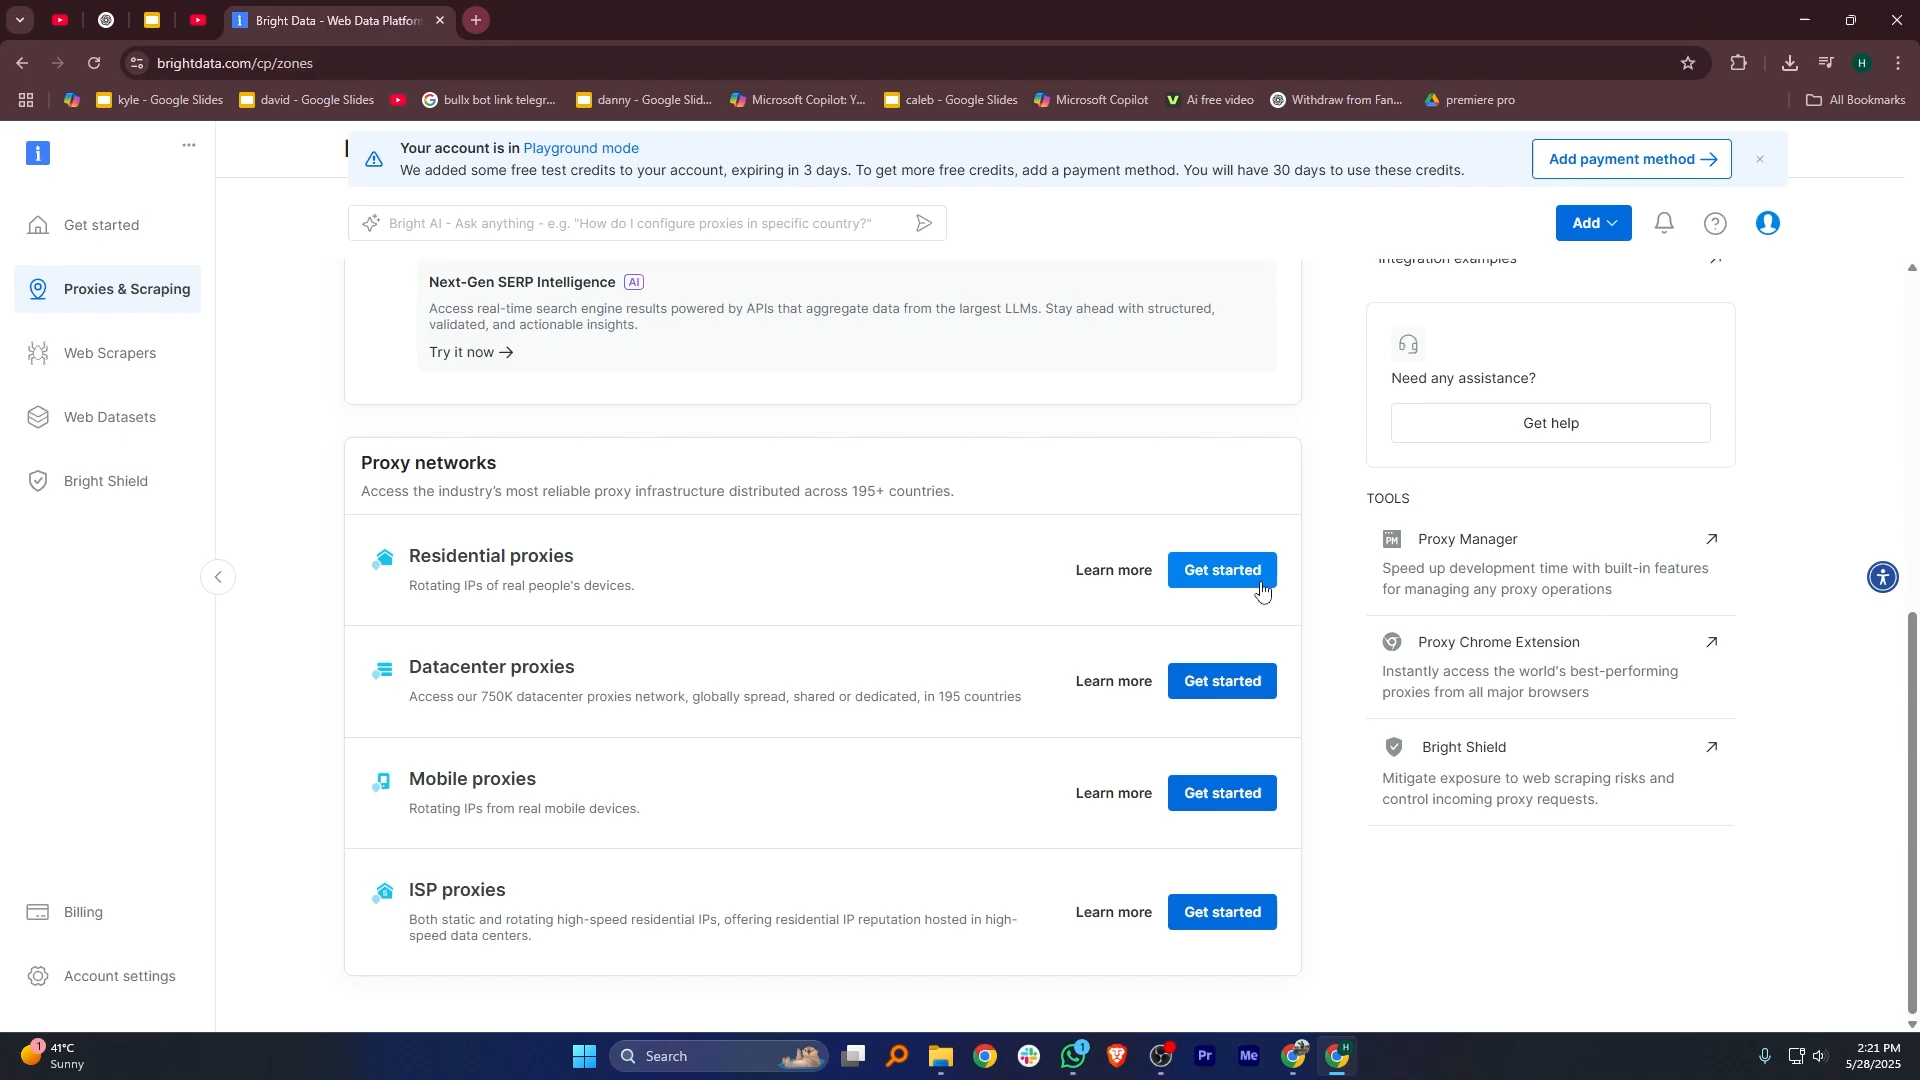 Bright Data - Web Data Platform
brightdata.com/cp/zones
H
kyle - Google Slides
david - Google Slides
bullx bot link telegr...
danny - Google Slid...
Microsoft Copilot: Y...
caleb - Google Slides
Microsoft Copilot
Ai free video
Withdraw from Fan...
premiere pro
All Bookmarks
Your account is in Playground mode
We added some free test credits to your account, expiring in 3 days. To get more free credits, add a payment method. You will have 30 days to use these credits.
Add payment method
Get started
Proxies & Scraping
Web Scrapers
Web Datasets
Bright Shield
Billing
Account settings
Bright AI - Ask anything - e.g. "How do I configure proxies in specific country?"
Add
Next-Gen SERP Intelligence AI
Access real-time search engine results powered by APIs that aggregate data from the largest LLMs. Stay ahead with structured,
validated, and actionable insights.
Try it now
Proxy networks
Access the industry's most reliable proxy infrastructure distributed across 195+ countries.
Residential proxies
Rotating IPs of real people's devices.
Learn more
Get started
Datacenter proxies
Access our 750K datacenter proxies network, globally spread, shared or dedicated, in 195 countries
Learn more
Get started
Mobile proxies
Rotating IPs from real mobile devices.
Learn more
Get started
ISP proxies
Both static and rotating high-speed residential IPs, offering residential IP reputation hosted in high-
speed data centers.
Learn more
Get started
Integration examples
Need any assistance?
Get help
TOOLS
PM
Proxy Manager
Speed up development time with built-in features
for managing any proxy operations
Proxy Chrome Extension
Instantly access the world's best-performing
proxies from all major browsers
Bright Shield
Mitigate exposure to web scraping risks and
control incoming proxy requests.
1
41°C
Sunny
Search
1
Pr
Me
H
2:21 PM
5/28/2025